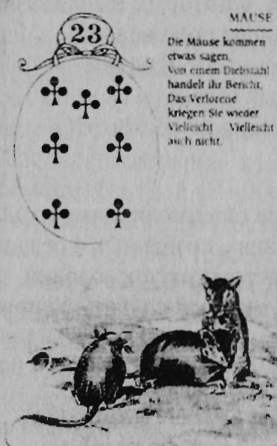 23
MÄUSE
Die Mäuse kommen
etwas sagen.
Von einem Diebstahl
handelt ihr Bericht,
Das Verlorene
kriegen Sie wieder
Vielleicht Vielleicht
auch nicht.